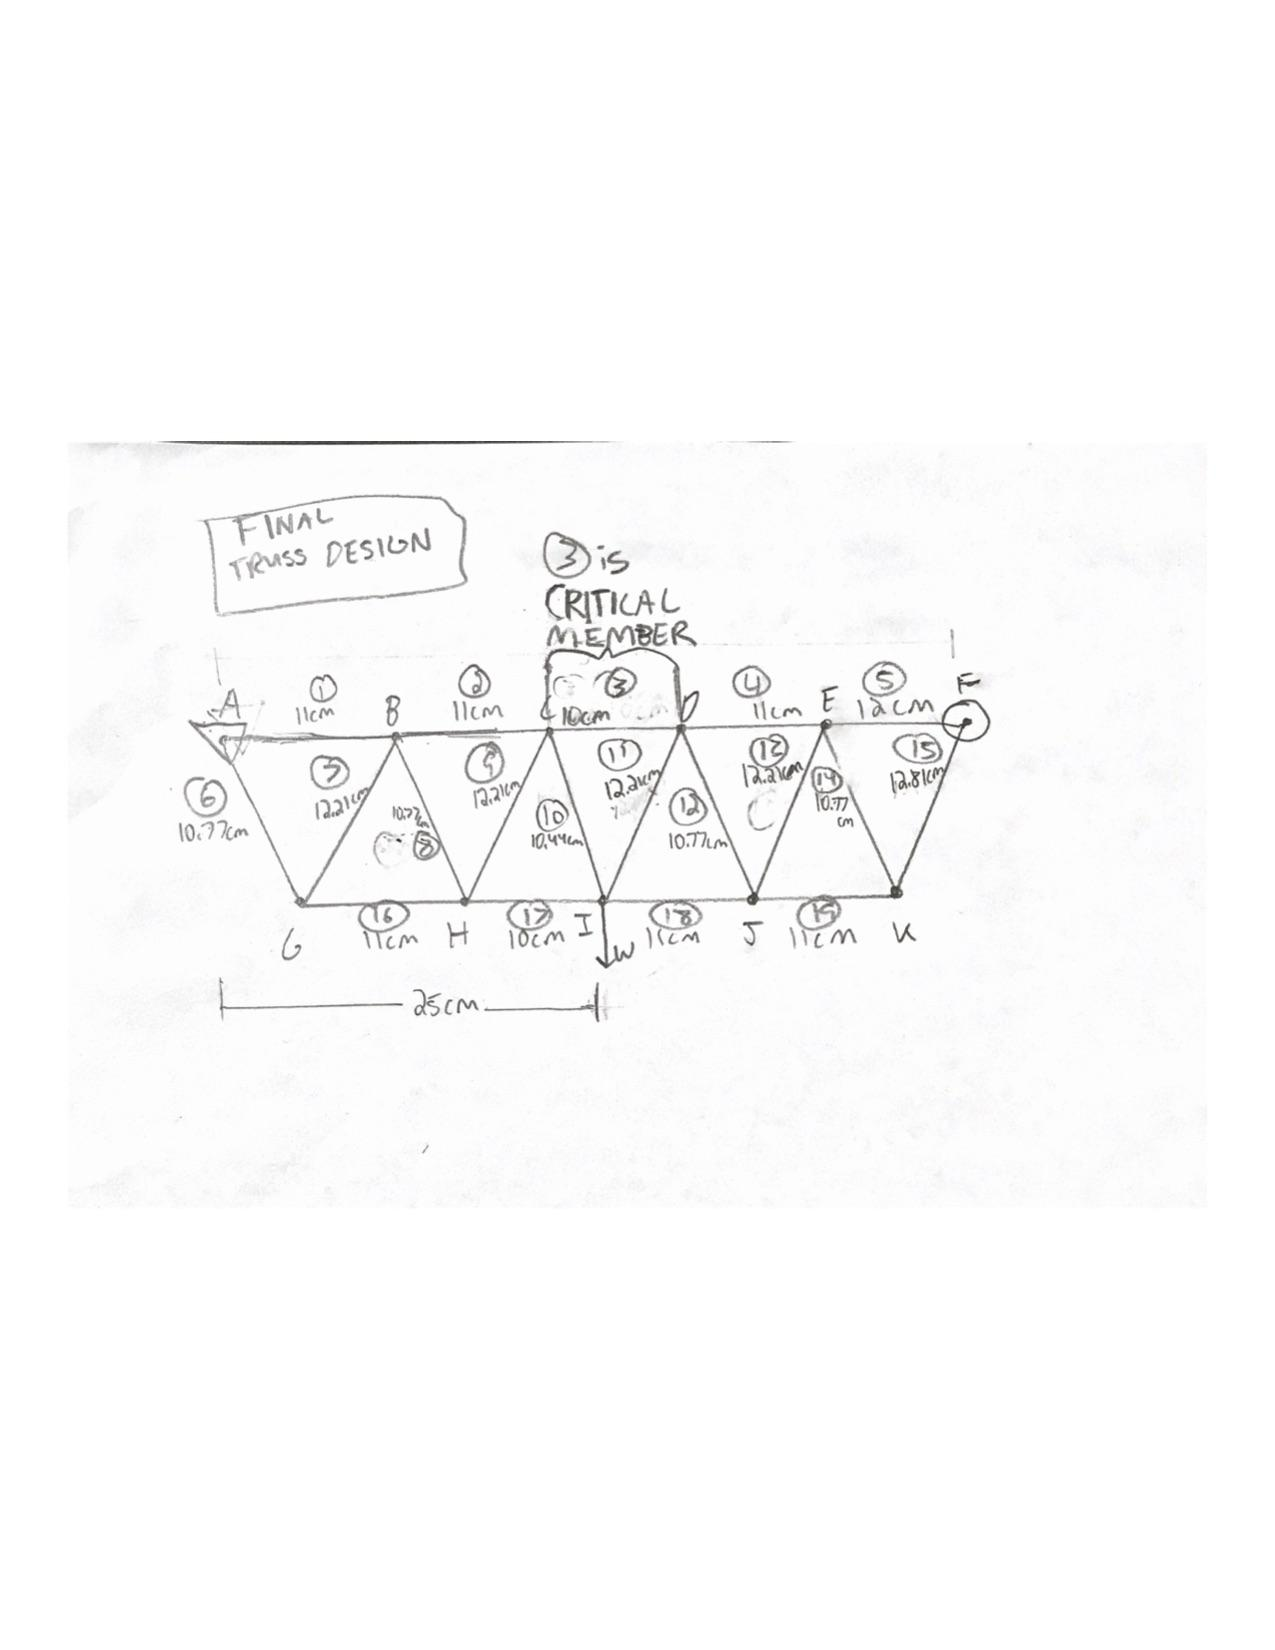 FINAL
TRUSS DESIGN
③ is
CRITICAL
MEMBER
A
① 11cm
B
② 11cm
C
③ 10cm
D
④ 11cm
E
⑤ 12cm
F
⑥ 10.77cm
⑦ 12.21cm
10.77cm ⑧
⑨ 12.21cm
⑩ 10.44cm
⑪ 12.21cm
⑫ 10.77cm
12.21cm
⑭ 10.77 cm
⑮ 12.81cm
G
⑯ 11cm
H
⑰ 10cm
I
W
⑱ 11cm
J
⑲ 11cm
K
25cm